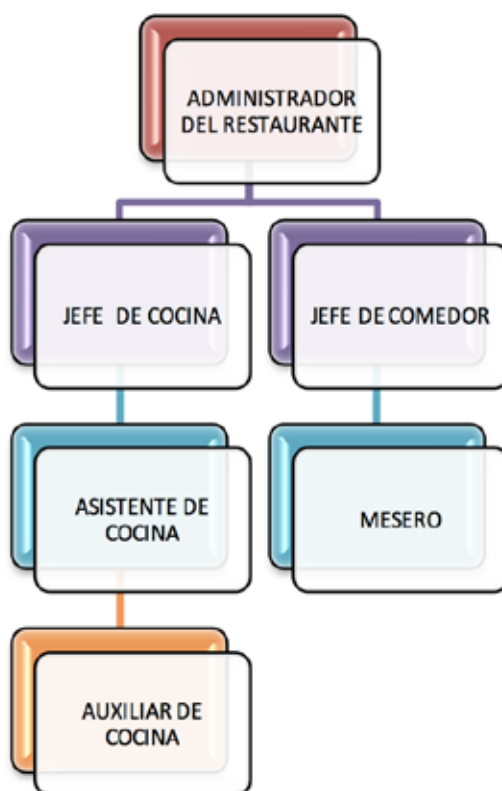 ADMINISTRADOR
DEL RESTAURANTE
JEFE DE COCINA
JEFE DE COMEDOR
ASISTENTE DE
COCINA
MESERO
AUXILIAR DE
COCINA